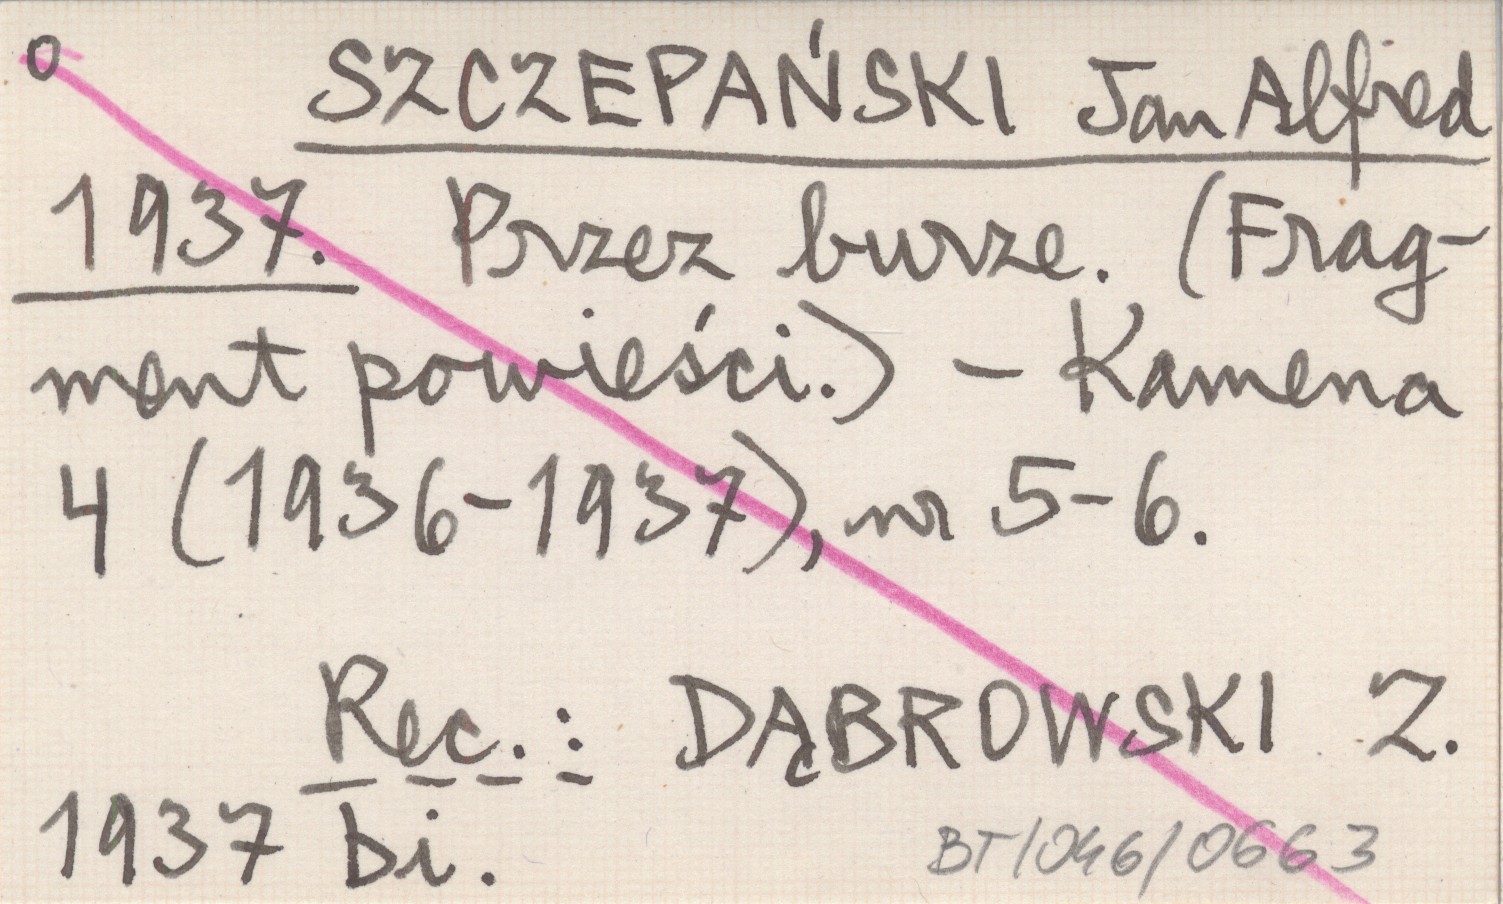 o SZCZEPAŃSKI Jan Alfred
1937. Przez burze. (Frag-
ment powieści.) - Kamena
4 (1936-1937), nr 5-6.
Rec.: DĄBROWSKI Z.
1937 bi.
BT/046/0663